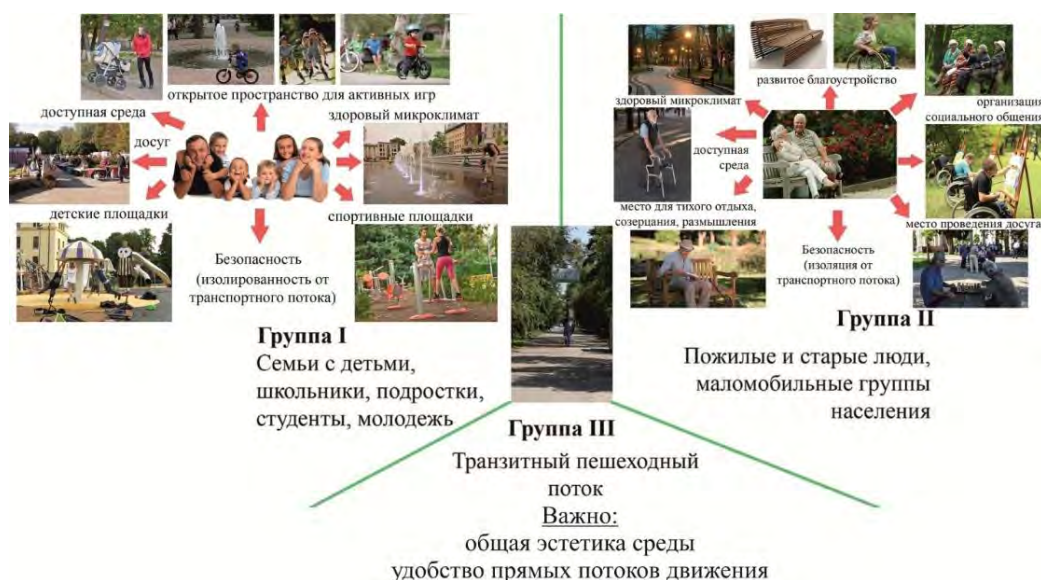 открытое пространство для активных игр
доступная среда
здоровый микроклимат
досуг
детские площадки
спортивные площадки
Безопасность
(изолированность от
транспортного потока)
Группа I
Семьи с детьми,
школьники, подростки,
студенты, молодежь
развитое благоустройство
здоровый микроклимат
организация
социального общения
доступная
среда
место для тихого отдыха,
созерцания, размышления
место проведения досуга
Безопасность
(изоляция от
транспортного потока)
Группа II
Пожилые и старые люди,
маломобильные группы
населения
Группа III
Транзитный пешеходный
поток
Важно:
общая эстетика среды
удобство прямых потоков движения